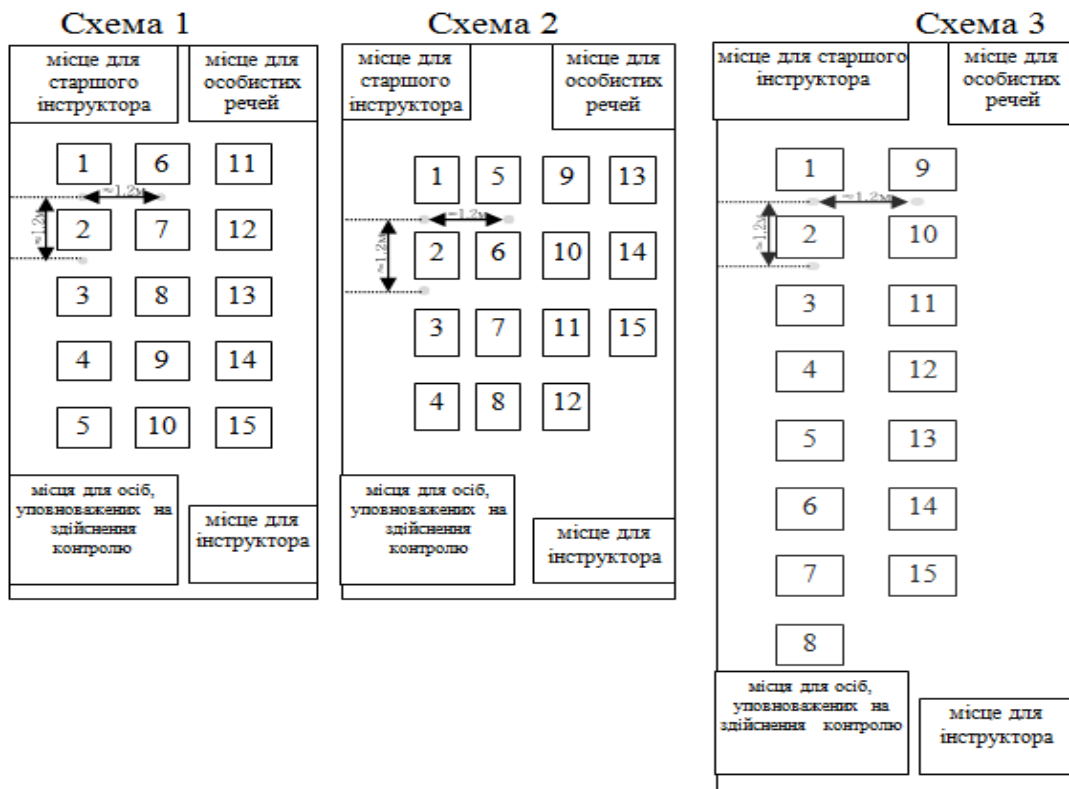 Схема 1
місце для
старшого
інструктора
місце для
особистих
речей
1 6 11
≈1,2м
≈1,2м
2 7 12
3 8 13
4 9 14
5 10 15
місця для осіб,
уповноважених на
здійснення
контролю
місце для
інструктора
Схема 2
місце для
старшого
інструктора
місце для
особистих
речей
1 5 9 13
≈1,2м
≈1,2м
2 6 10 14
3 7 11 15
4 8 12
місця для осіб,
уповноважених на
здійснення
контролю
місце для
інструктора
Схема 3
місце для старшого
інструктора
місце для
особистих
речей
1 9
≈1,2м
≈1,2м
2 10
3 11
4 12
5 13
6 14
7 15
8
місця для осіб,
уповноважених на
здійснення контролю
місце для
інструктора